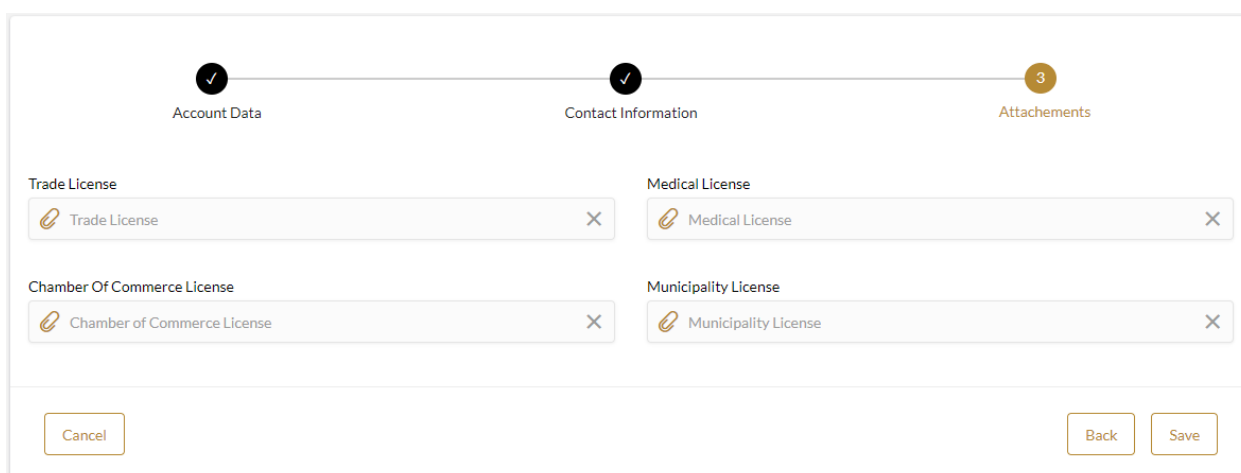 3
Account Data
Contact Information
Attachements
Trade License
Medical License
Trade License
Medical License
Chamber Of Commerce License
Municipality License
Chamber of Commerce License
Municipality License
Cancel
Back
Save